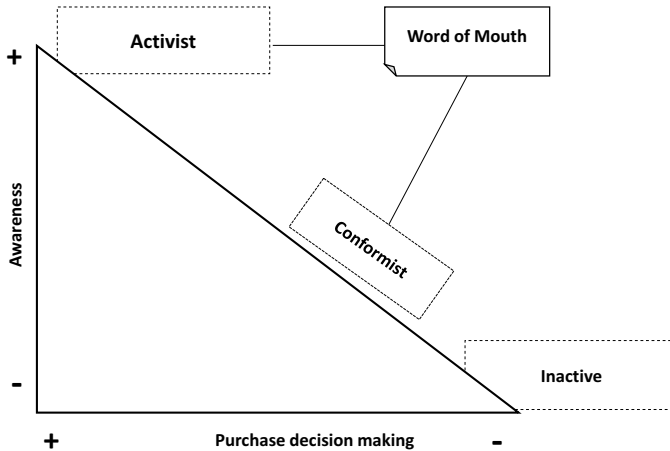 Activist
Word of Mouth
+
Awareness
Conformist
Inactive
-
+
Purchase decision making
-